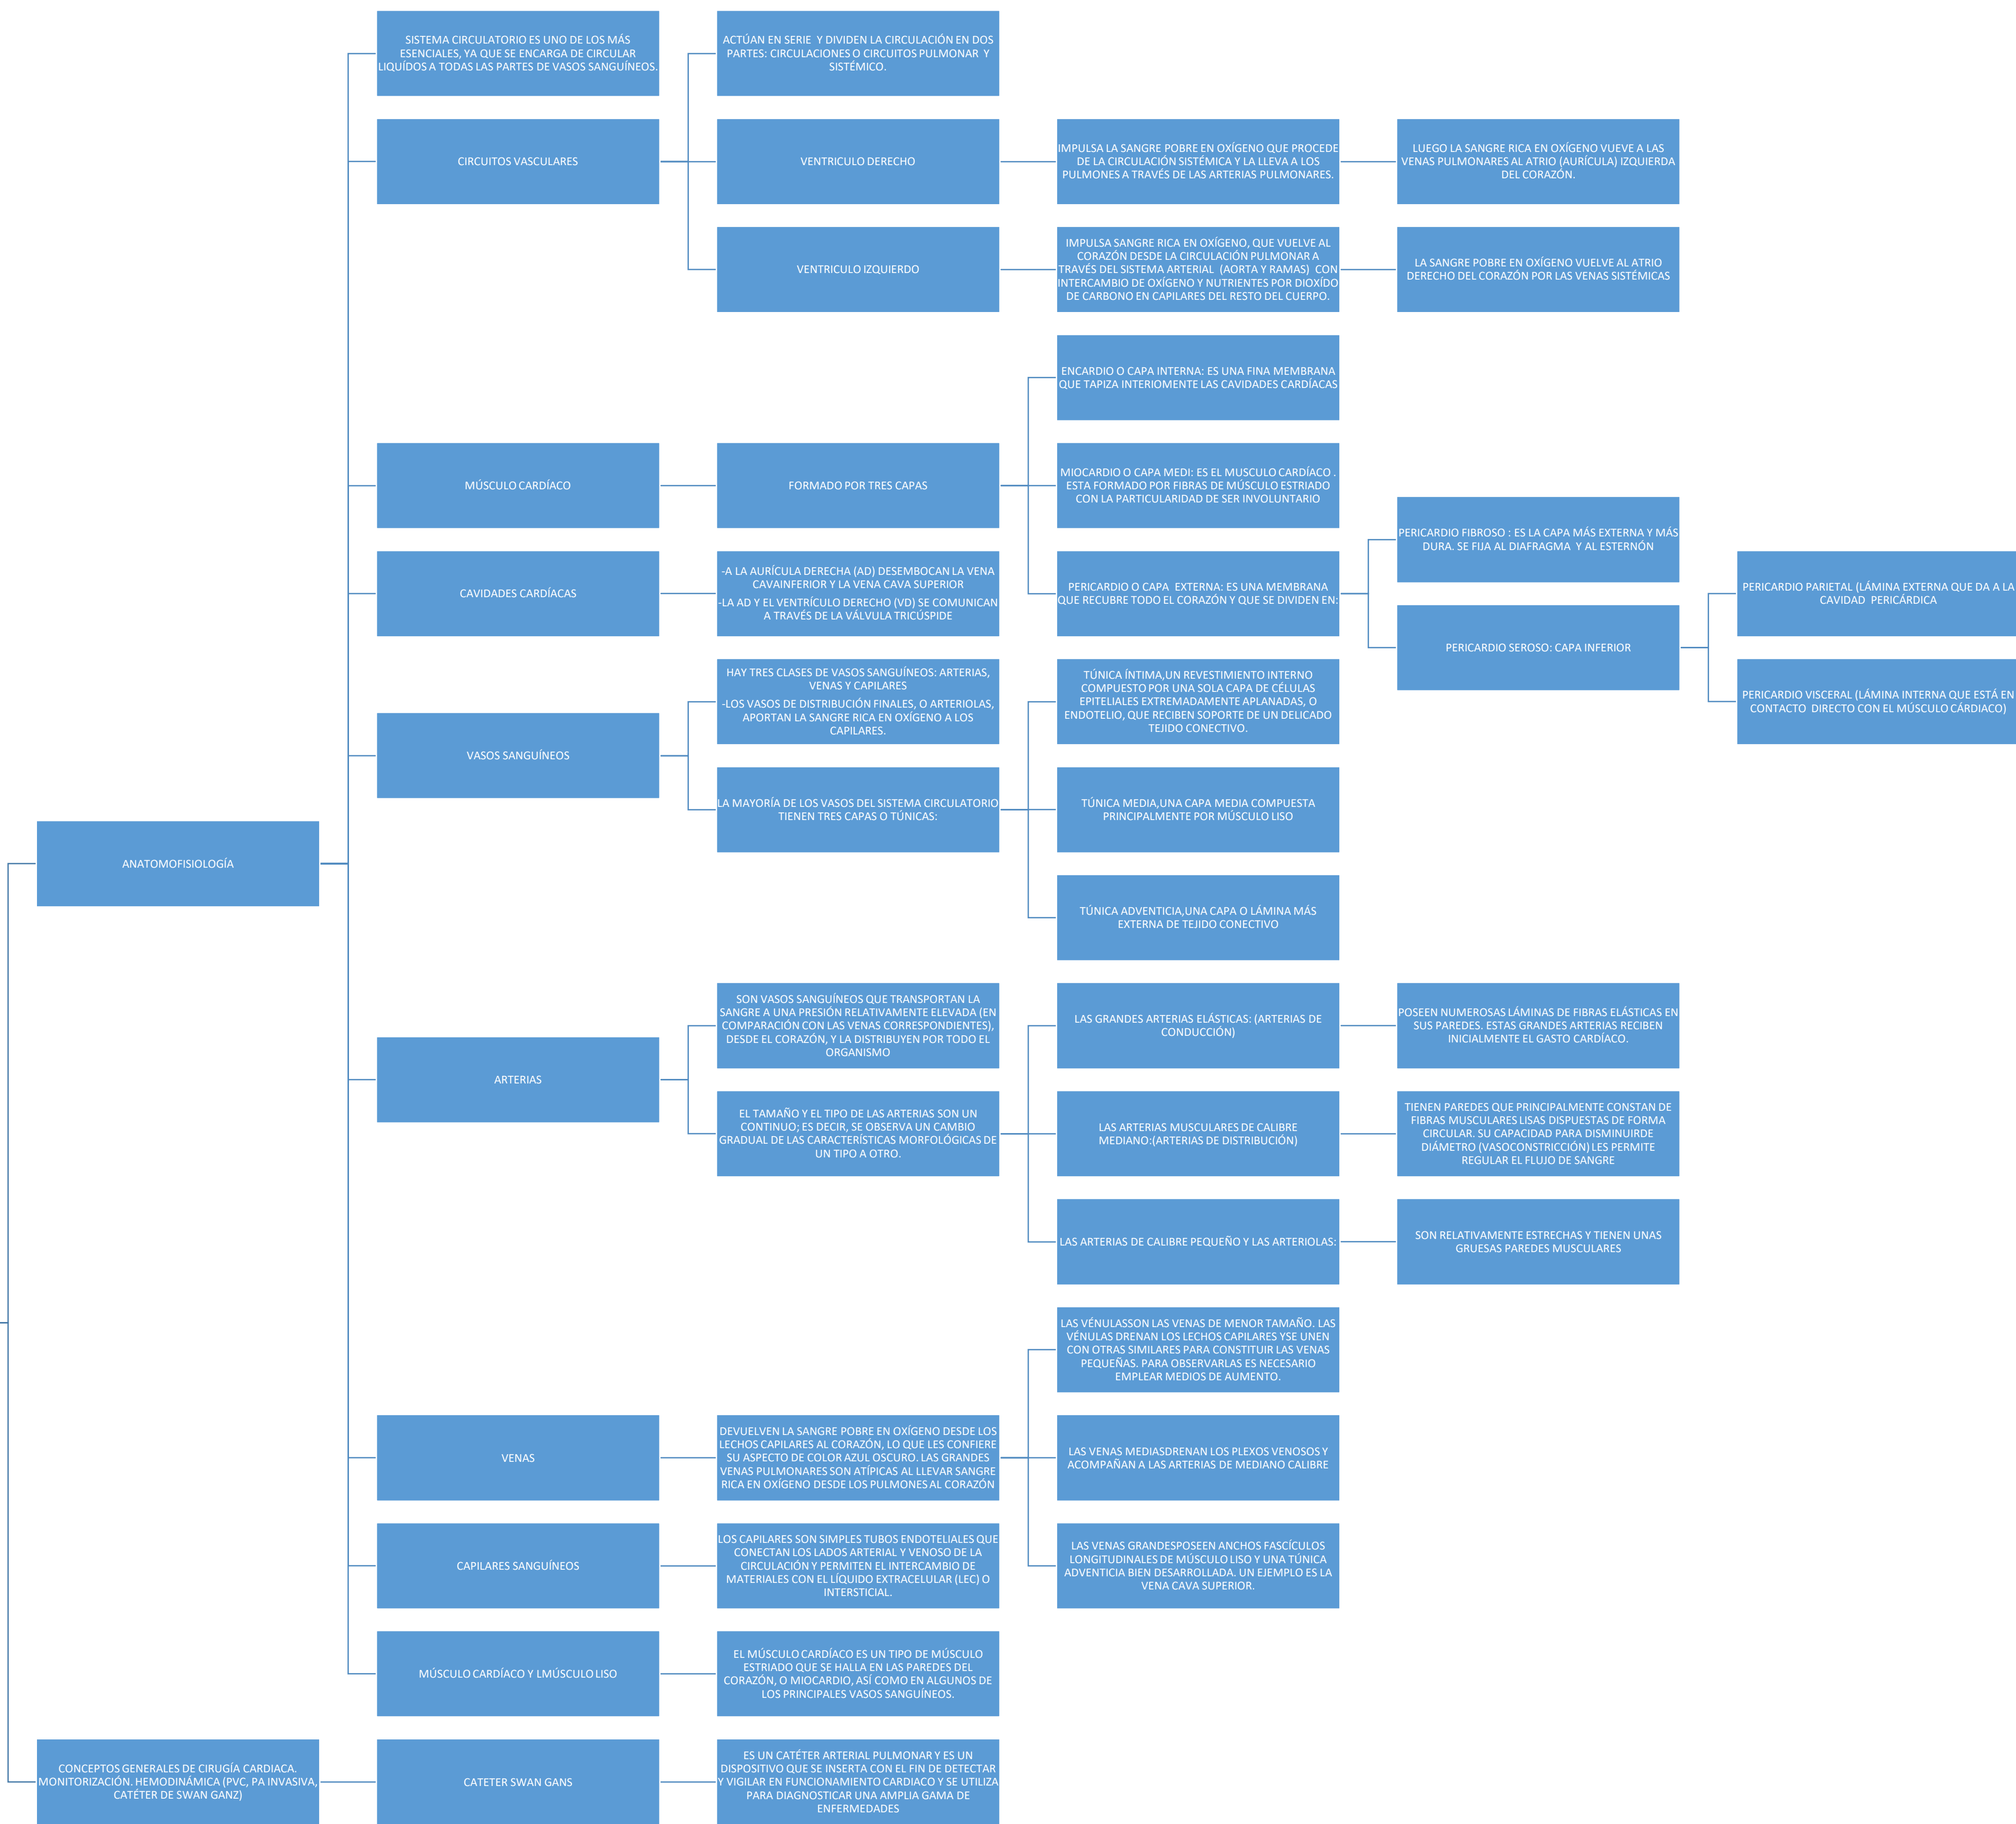 SISTEMA CIRCULATORIO ES UNO DE LOS MÁS
ESENCIALES, YA QUE SE ENCARGA DE CIRCULAR
LIQUÍDOS A TODAS LAS PARTES DE VASOS SANGUÍNEOS.
ACTÚAN EN SERIE Y DIVIDEN LA CIRCULACIÓN EN DOS
PARTES: CIRCULACIONES O CIRCUITOS PULMONAR Y
SISTÉMICO.
CIRCUITOS VASCULARES
VENTRICULO DERECHO
IMPULSA LA SANGRE POBRE EN OXÍGENO QUE PROCEDE
DE LA CIRCULACIÓN SISTÉMICA Y LA LLEVA A LOS
PULMONES A TRAVÉS DE LAS ARTERIAS PULMONARES.
LUEGO LA SANGRE RICA EN OXÍGENO VUEVE A LAS
VENAS PULMONARES AL ATRIO (AURÍCULA) IZQUIERDA
DEL CORAZÓN.
VENTRICULO IZQUIERDO
IMPULSA SANGRE RICA EN OXÍGENO, QUE VUELVE AL
CORAZÓN DESDE LA CIRCULACIÓN PULMONAR A
TRAVÉS DEL SISTEMA ARTERIAL (AORTA Y RAMAS) CON
INTERCAMBIO DE OXÍGENO Y NUTRIENTES POR DIOXÍDO
DE CARBONO EN CAPILARES DEL RESTO DEL CUERPO.
LA SANGRE POBRE EN OXÍGENO VUELVE AL ATRIO
DERECHO DEL CORAZÓN POR LAS VENAS SISTÉMICAS
ENCARDIO O CAPA INTERNA: ES UNA FINA MEMBRANA
QUE TAPIZA INTERIOMENTE LAS CAVIDADES CARDÍACAS
MÚSCULO CARDÍACO
FORMADO POR TRES CAPAS
MIOCARDIO O CAPA MEDI: ES EL MUSCULO CARDÍACO .
ESTA FORMADO POR FIBRAS DE MÚSCULO ESTRIADO
CON LA PARTICULARIDAD DE SER INVOLUNTARIO
PERICARDIO FIBROSO : ES LA CAPA MÁS EXTERNA Y MÁS
DURA. SE FIJA AL DIAFRAGMA Y AL ESTERNÓN
CAVIDADES CARDÍACAS
-A LA AURÍCULA DERECHA (AD) DESEMBOCAN LA VENA
CAVAINFERIOR Y LA VENA CAVA SUPERIOR
-LA AD Y EL VENTRÍCULO DERECHO (VD) SE COMUNICAN
A TRAVÉS DE LA VÁLVULA TRICÚSPIDE
PERICARDIO O CAPA EXTERNA: ES UNA MEMBRANA
QUE RECUBRE TODO EL CORAZÓN Y QUE SE DIVIDEN EN:
PERICARDIO PARIETAL (LÁMINA EXTERNA QUE DA A LA
CAVIDAD PERICÁRDICA
PERICARDIO SEROSO: CAPA INFERIOR
PERICARDIO VISCERAL (LÁMINA INTERNA QUE ESTÁ EN
CONTACTO DIRECTO CON EL MÚSCULO CÁRDIACO)
HAY TRES CLASES DE VASOS SANGUÍNEOS: ARTERIAS,
VENAS Y CAPILARES
-LOS VASOS DE DISTRIBUCIÓN FINALES, O ARTERIOLAS,
APORTAN LA SANGRE RICA EN OXÍGENO A LOS
CAPILARES.
TÚNICA ÍNTIMA,UN REVESTIMIENTO INTERNO
COMPUESTO POR UNA SOLA CAPA DE CÉLULAS
EPITELIALES EXTREMADAMENTE APLANADAS, O
ENDOTELIO, QUE RECIBEN SOPORTE DE UN DELICADO
TEJIDO CONECTIVO.
VASOS SANGUÍNEOS
LA MAYORÍA DE LOS VASOS DEL SISTEMA CIRCULATORIO
TIENEN TRES CAPAS O TÚNICAS:
TÚNICA MEDIA,UNA CAPA MEDIA COMPUESTA
PRINCIPALMENTE POR MÚSCULO LISO
ANATOMOFISIOLOGÍA
TÚNICA ADVENTICIA,UNA CAPA O LÁMINA MÁS
EXTERNA DE TEJIDO CONECTIVO
SON VASOS SANGUÍNEOS QUE TRANSPORTAN LA
SANGRE A UNA PRESIÓN RELATIVAMENTE ELEVADA (EN
COMPARACIÓN CON LAS VENAS CORRESPONDIENTES),
DESDE EL CORAZÓN, Y LA DISTRIBUYEN POR TODO EL
ORGANISMO
LAS GRANDES ARTERIAS ELÁSTICAS: (ARTERIAS DE
CONDUCCIÓN)
POSEEN NUMEROSAS LÁMINAS DE FIBRAS ELÁSTICAS EN
SUS PAREDES. ESTAS GRANDES ARTERIAS RECIBEN
INICIALMENTE EL GASTO CARDÍACO.
ARTERIAS
EL TAMAÑO Y EL TIPO DE LAS ARTERIAS SON UN
CONTINUO; ES DECIR, SE OBSERVA UN CAMBIO
GRADUAL DE LAS CARACTERÍSTICAS MORFOLÓGICAS DE
UN TIPO A OTRO.
LAS ARTERIAS MUSCULARES DE CALIBRE
MEDIANO:(ARTERIAS DE DISTRIBUCIÓN)
TIENEN PAREDES QUE PRINCIPALMENTE CONSTAN DE
FIBRAS MUSCULARES LISAS DISPUESTAS DE FORMA
CIRCULAR. SU CAPACIDAD PARA DISMINUIRDE
DIÁMETRO (VASOCONSTRICCIÓN) LES PERMITE
REGULAR EL FLUJO DE SANGRE
LAS ARTERIAS DE CALIBRE PEQUEÑO Y LAS ARTERIOLAS:
SON RELATIVAMENTE ESTRECHAS Y TIENEN UNAS
GRUESAS PAREDES MUSCULARES
LAS VÉNULASSON LAS VENAS DE MENOR TAMAÑO. LAS
VÉNULAS DRENAN LOS LECHOS CAPILARES YSE UNEN
CON OTRAS SIMILARES PARA CONSTITUIR LAS VENAS
PEQUEÑAS. PARA OBSERVARLAS ES NECESARIO
EMPLEAR MEDIOS DE AUMENTO.
VENAS
DEVUELVEN LA SANGRE POBRE EN OXÍGENO DESDE LOS
LECHOS CAPILARES AL CORAZÓN, LO QUE LES CONFIERE
SU ASPECTO DE COLOR AZUL OSCURO. LAS GRANDES
VENAS PULMONARES SON ATÍPICAS AL LLEVAR SANGRE
RICA EN OXÍGENO DESDE LOS PULMONES AL CORAZÓN
LAS VENAS MEDIASDRENAN LOS PLEXOS VENOSOS Y
ACOMPAÑAN A LAS ARTERIAS DE MEDIANO CALIBRE
CAPILARES SANGUÍNEOS
LOS CAPILARES SON SIMPLES TUBOS ENDOTELIALES QUE
CONECTAN LOS LADOS ARTERIAL Y VENOSO DE LA
CIRCULACIÓN Y PERMITEN EL INTERCAMBIO DE
MATERIALES CON EL LÍQUIDO EXTRACELULAR (LEC) O
INTERSTICIAL.
LAS VENAS GRANDESPOSEEN ANCHOS FASCÍCULOS
LONGITUDINALES DE MÚSCULO LISO Y UNA TÚNICA
ADVENTICIA BIEN DESARROLLADA. UN EJEMPLO ES LA
VENA CAVA SUPERIOR.
MÚSCULO CARDÍACO Y LMÚSCULO LISO
EL MÚSCULO CARDÍACO ES UN TIPO DE MÚSCULO
ESTRIADO QUE SE HALLA EN LAS PAREDES DEL
CORAZÓN, O MIOCARDIO, ASÍ COMO EN ALGUNOS DE
LOS PRINCIPALES VASOS SANGUÍNEOS.
CONCEPTOS GENERALES DE CIRUGÍA CARDIACA.
MONITORIZACIÓN. HEMODINÁMICA (PVC, PA INVASIVA,
CATÉTER DE SWAN GANZ)
CATETER SWAN GANS
ES UN CATÉTER ARTERIAL PULMONAR Y ES UN
DISPOSITIVO QUE SE INSERTA CON EL FIN DE DETECTAR
Y VIGILAR EN FUNCIONAMIENTO CARDIACO Y SE UTILIZA
PARA DIAGNOSTICAR UNA AMPLIA GAMA DE
ENFERMEDADES